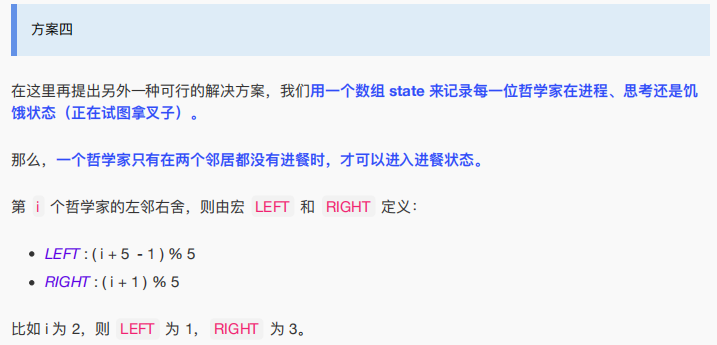 方案四
在这里再提出另外一种可行的解决方案，我们用一个数组 state 来记录每一位哲学家在进程、思考还是饥
饿状态（正在试图拿叉子）。
那么，一个哲学家只有在两个邻居都没有进餐时，才可以进入进餐状态。
第 i 个哲学家的左邻右舍，则由宏 LEFT 和 RIGHT 定义：
• LEFT : ( i + 5 - 1 ) % 5
• RIGHT : ( i + 1 ) % 5
比如 i 为 2，则 LEFT 为 1， RIGHT 为 3。